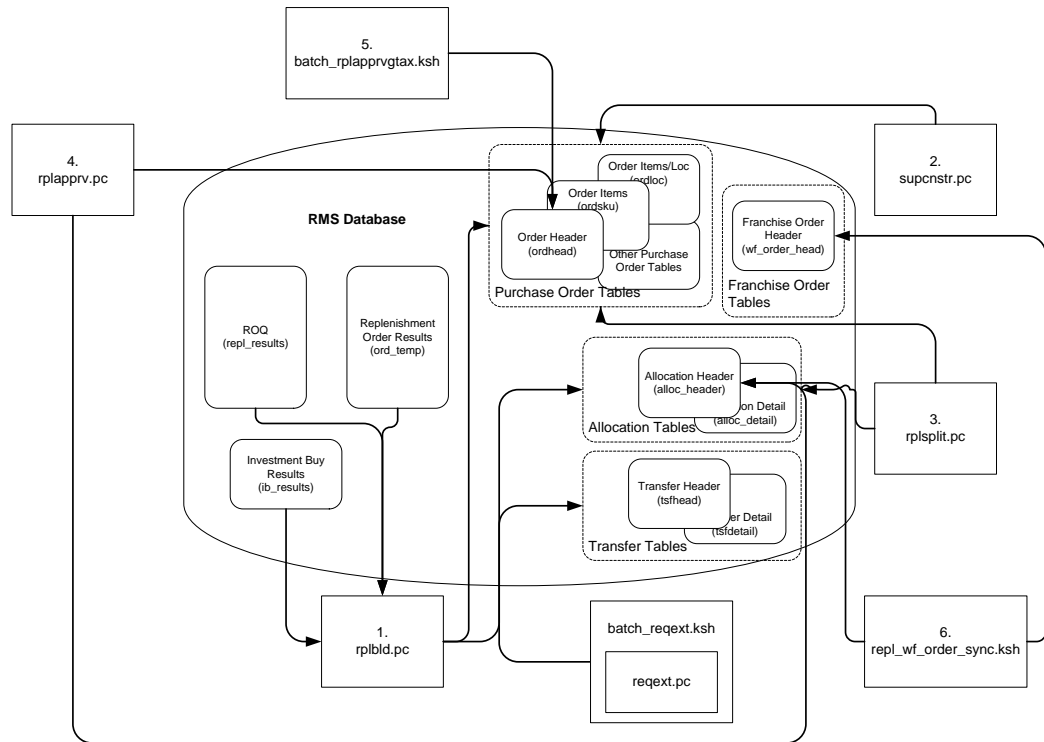 5.
batch_rplapprvgtax.ksh
4.
rplapprv.pc
2.
supcnstr.pc
RMS Database
Order Items/Loc
(ordloc)
Order Items
(ordsku)
Order Header
(ordhead)
Other Purchase
Order Tables
Purchase Order Tables
Franchise Order
Header
(wf_order_head)
Franchise Order
Tables
ROQ
(repl_results)
Replenishment
Order Results
(ord_temp)
Allocation Header
(alloc_header)
Detail
(alloc_detail)
Allocation Tables
3.
rplsplit.pc
Investment Buy
Results
(ib_results)
Transfer Header
(tsfhead)
Detail
(tsfdetail)
Transfer Tables
1.
rplbld.pc
batch_reqext.ksh
reqext.pc
6.
repl_wf_order_sync.ksh